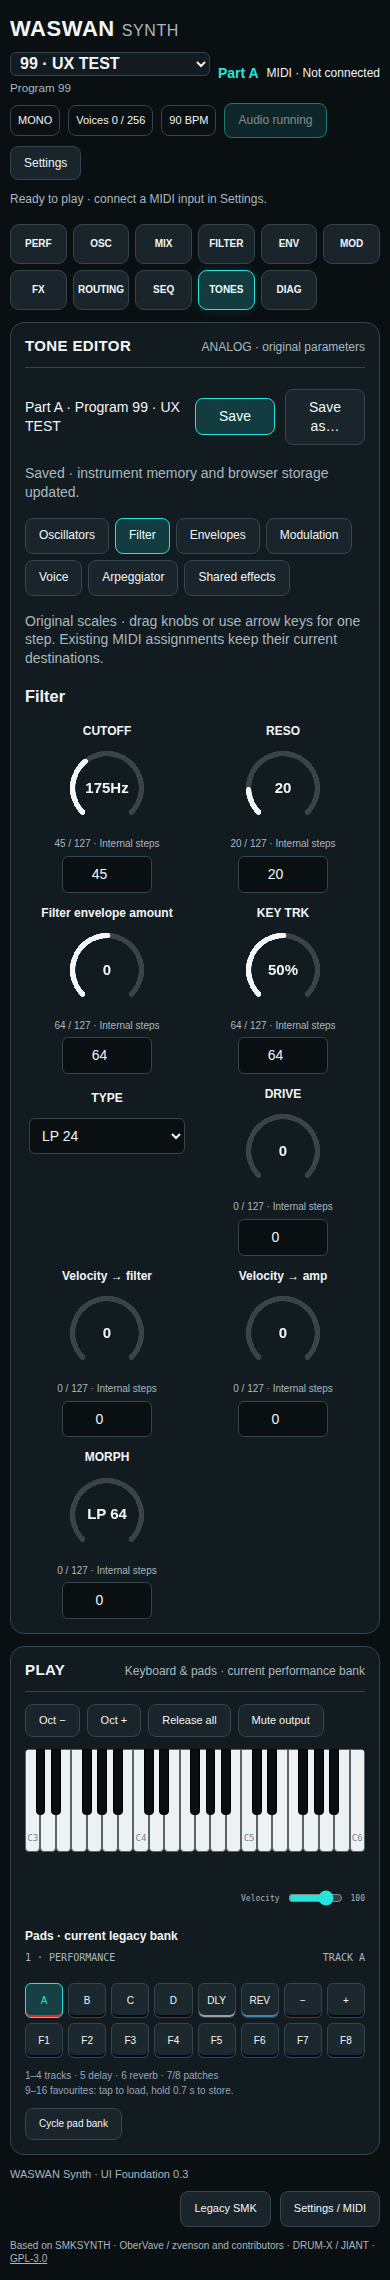 WASWAN SYNTH
99 · UX TEST
Part A MIDI · Not connected
Program 99
MONO Voices 0 / 256 90 BPM Audio running
Settings
Ready to play · connect a MIDI input in Settings.
PERF OSC MIX FILTER ENV MOD
FX ROUTING SEQ TONES DIAG
TONE EDITOR ANALOG · original parameters
Part A · Program 99 · UX
TEST
Save
Save
as…
Saved · instrument memory and browser storage
updated.
Oscillators Filter Envelopes Modulation
Voice Arpeggiator Shared effects
Original scales · drag knobs or use arrow keys for one
step. Existing MIDI assignments keep their current
destinations.
Filter
CUTOFF RESO
175Hz 20
45 / 127 · Internal steps 20 / 127 · Internal steps
45 20
Filter envelope amount KEY TRK
0 50%
64 / 127 · Internal steps 64 / 127 · Internal steps
64 64
TYPE DRIVE
LP 24 0
0 / 127 · Internal steps
0
Velocity → filter Velocity → amp
0 0
0 / 127 · Internal steps 0 / 127 · Internal steps
0 0
MORPH
LP 64
0 / 127 · Internal steps
0
PLAY Keyboard & pads · current performance bank
Oct − Oct + Release all Mute output
C3 C4 C5 C6
Velocity 100
Pads · current legacy bank
1 · PERFORMANCE TRACK A
A B C D DLY REV − +
F1 F2 F3 F4 F5 F6 F7 F8
1–4 tracks · 5 delay · 6 reverb · 7/8 patches
9–16 favourites: tap to load, hold 0.7 s to store.
Cycle pad bank
WASWAN Synth · UI Foundation 0.3
Legacy SMK Settings / MIDI
Based on SMKSYNTH · OberVave / zvenson and contributors · DRUM-X / JIANT ·
GPL-3.0